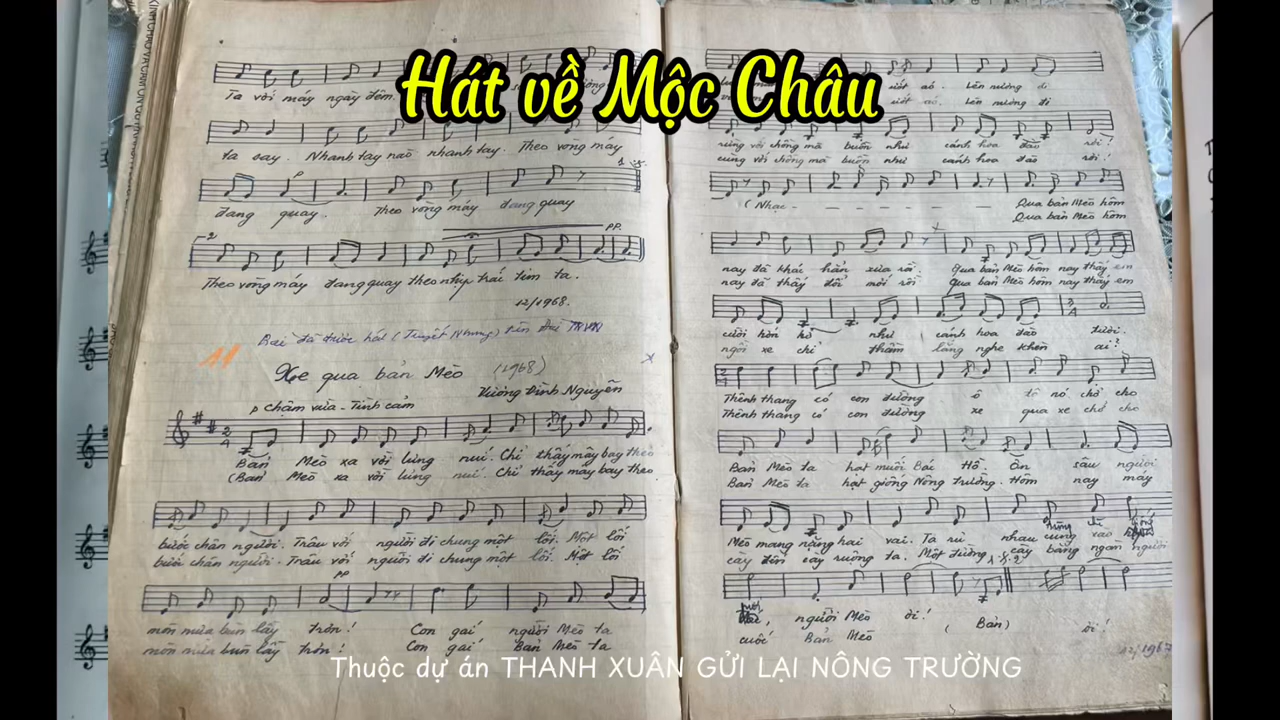 Hát về Mộc Châu
Ta với máy ngày đêm.
ta say. Nhanh tay nào nhanh tay. Theo vòng máy
đang quay. Theo vòng máy đang quay
Theo vòng máy đang quay theo nhịp trái tim ta.
12/1968.
Bài đã được hát (Tuyết Nhung) trên Đài TNVN
Xe qua bản Mèo (1968)
p Chậm vừa - Tình cảm
Vương Đình Nguyễn
Bản Mèo xa vời lưng núi. Chỉ thấy mây bay theo
(Bản Mèo xa vời lưng núi. Chỉ thấy mây bay theo
bước chân người. Trâu với người đi chung một lối. Một lối
bước chân người. Trâu với người đi chung một lối. Một lối
mòn mưa bùn lầy trơn! Con gái người Mèo ta
mòn mưa bùn lầy trơn! Con gái Bản Mèo ta
ướt áo. Lên nương đi
ướt áo. Lên nương đi
cùng với chồng mà buồn như cánh hoa đào rơi!
cùng với chồng mà buồn như cánh hoa đào rơi!
(Nhạc - - - - - - Qua bản Mèo hôm
Qua bản Mèo hôm
nay đã khác hẳn xưa rồi Qua bản Mèo hôm nay thấy em
nay đã thấy đổi mới rồi Qua bản Mèo hôm nay thấy em
cười hớn hở như cánh hoa đào tươi.
ngồi xe chỉ thầm lặng nghe khèn ai?
Thênh thang có con đường ô tô nó chở cho
Thênh thang có con đường xe qua xe chở cho
Bản Mèo ta hạt muối Bác Hồ. Ơn sâu người
Bản Mèo ta hạt giống Nông trường. Hôm nay máy
Mèo mang nặng hai vai. Ta rủ nhau cùng vào
cày đến cày ruộng ta. Một đường cày bằng ngàn người
người Mèo ơi! (Bản)
cuốc Bản Mèo ơi!
12/1967
Thuộc dự án THANH XUÂN GỬI LẠI NÔNG TRƯỜNG